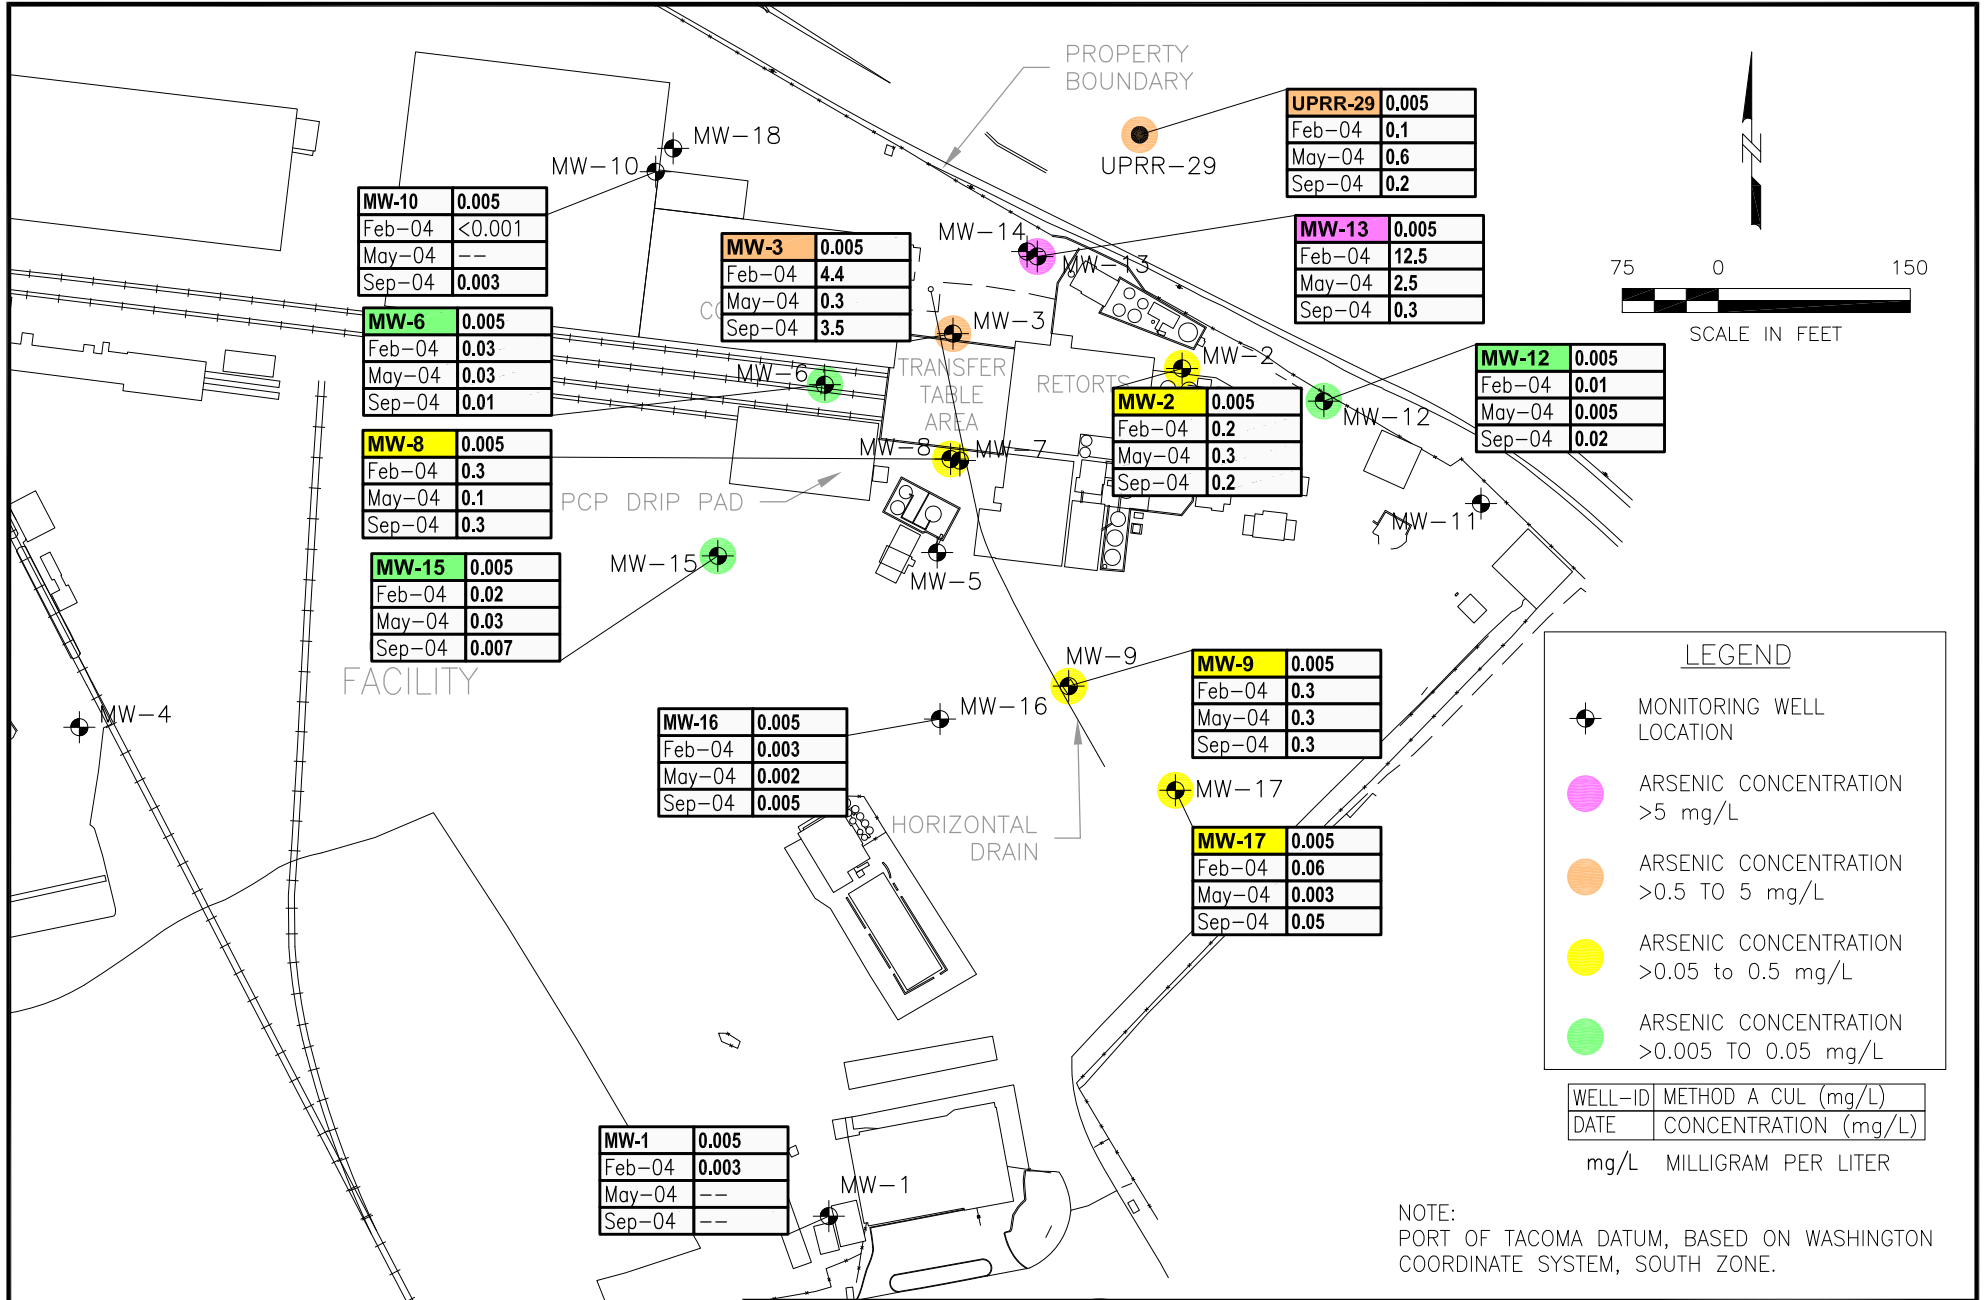 PROPERTY
BOUNDARY
UPRR-29
UPRR-29 0.005
Feb-04 0.1
May-04 0.6
Sep-04 0.2
MW-18
MW-10
MW-10 0.005
Feb-04 <0.001
May-04 --
Sep-04 0.003
MW-14
MW-13
MW-13 0.005
Feb-04 12.5
May-04 2.5
Sep-04 0.3
N
75 0 150
SCALE IN FEET
MW-3 0.005
Feb-04 4.4
May-04 0.3
Sep-04 3.5
MW-3
MW-6 0.005
Feb-04 0.03
May-04 0.03
Sep-04 0.01
MW-6
TRANSFER
TABLE
AREA
RETORTS
MW-2
MW-2 0.005
Feb-04 0.2
May-04 0.3
Sep-04 0.2
MW-12
MW-12 0.005
Feb-04 0.01
May-04 0.005
Sep-04 0.02
MW-8 0.005
Feb-04 0.3
May-04 0.1
Sep-04 0.3
MW-8
MW-7
PCP DRIP PAD
MW-11
MW-15 0.005
Feb-04 0.02
May-04 0.03
Sep-04 0.007
MW-15
MW-5
FACILITY
MW-4
MW-9
MW-9 0.005
Feb-04 0.3
May-04 0.3
Sep-04 0.3
MW-16
MW-16 0.005
Feb-04 0.003
May-04 0.002
Sep-04 0.005
MW-17
MW-17 0.005
Feb-04 0.06
May-04 0.003
Sep-04 0.05
HORIZONTAL
DRAIN
MW-1 0.005
Feb-04 0.003
May-04 --
Sep-04 --
MW-1
LEGEND
MONITORING WELL
LOCATION
ARSENIC CONCENTRATION
>5 mg/L
ARSENIC CONCENTRATION
>0.5 TO 5 mg/L
ARSENIC CONCENTRATION
>0.05 to 0.5 mg/L
ARSENIC CONCENTRATION
>0.005 TO 0.05 mg/L
WELL-ID METHOD A CUL (mg/L)
DATE CONCENTRATION (mg/L)
mg/L MILLIGRAM PER LITER
NOTE:
PORT OF TACOMA DATUM, BASED ON WASHINGTON
COORDINATE SYSTEM, SOUTH ZONE.